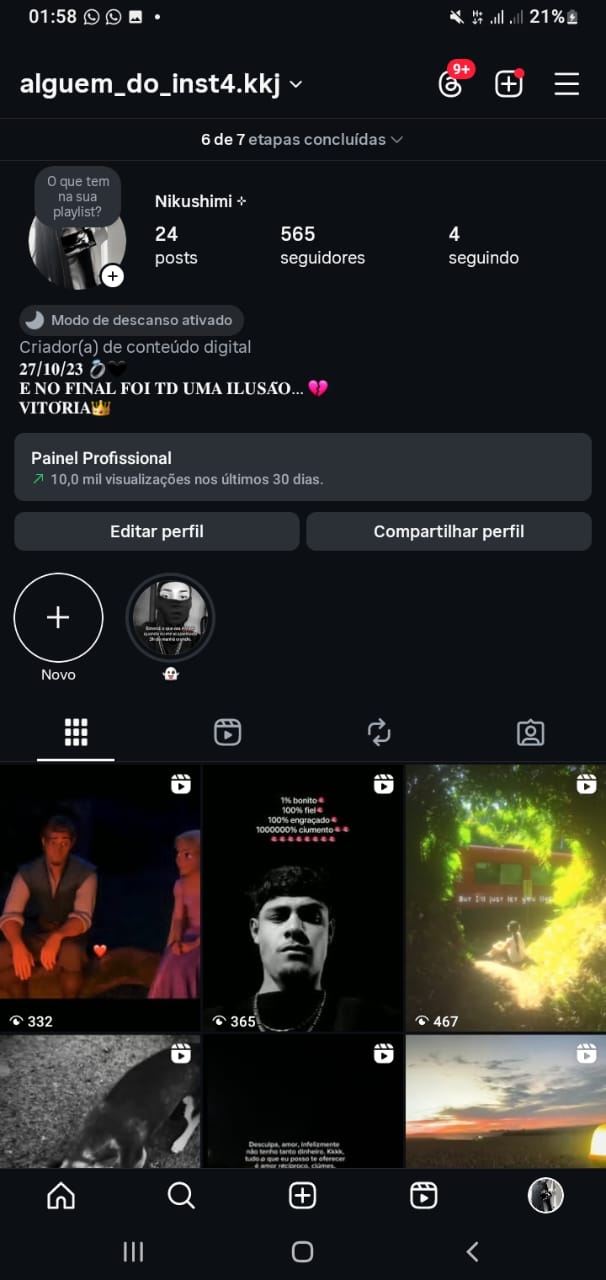 01:58
21%
alguem_do_inst4.kkj
9+
6 de 7 etapas concluídas
O que tem
na sua
playlist?
Nikushimi
24
posts
565
seguidores
4
seguindo
Modo de descanso ativado
Criador(a) de conteúdo digital
27/10/23 💍🖤
E NO FINAL FOI TD UMA ILUSÃO... 💔
VITÓRIA👑
Painel Profissional
10,0 mil visualizações nos últimos 30 dias.
Editar perfil
Compartilhar perfil
Novo
👻
1% bonito
100% fiel
100% engraçado
1000000% ciumento
But I'll just let you
332
365
467
Desculpa, amor, infelizmente
não tenho tanto dinheiro. Kkkk,
tudo o que eu posso te oferecer
é amor recíproco, ciúmes,